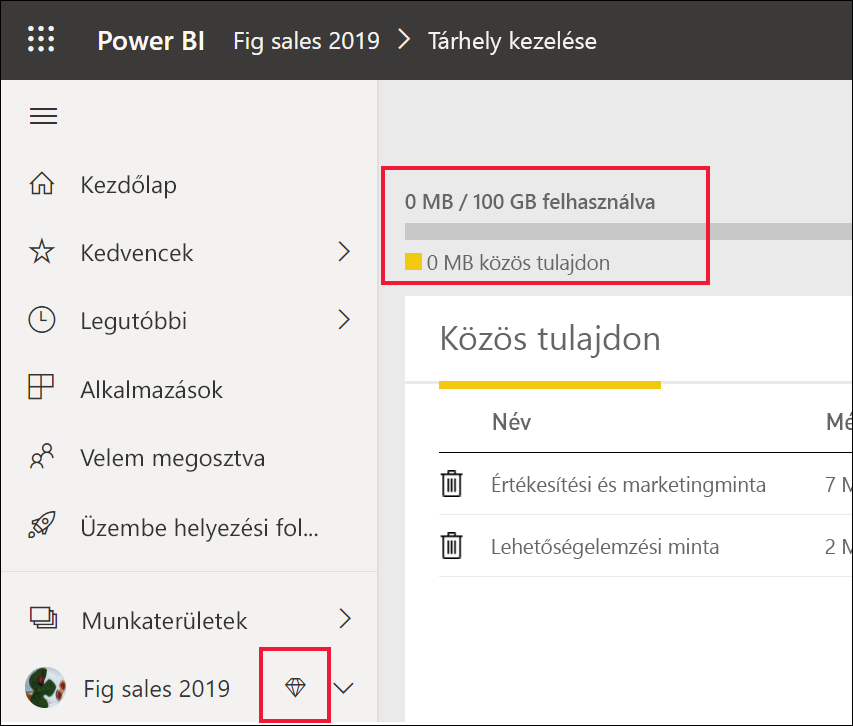 Power BI Fig sales 2019 > Tárhely kezelése
Kezdőlap
Kedvencek
Legutóbbi
Alkalmazások
Velem megosztva
Üzembe helyezési fol...
Munkaterületek
Fig sales 2019
0 MB / 100 GB felhasználva
0 MB közös tulajdon
Közös tulajdon
Név
Értékesítési és marketingminta 7
Lehetőségelemzési minta 2